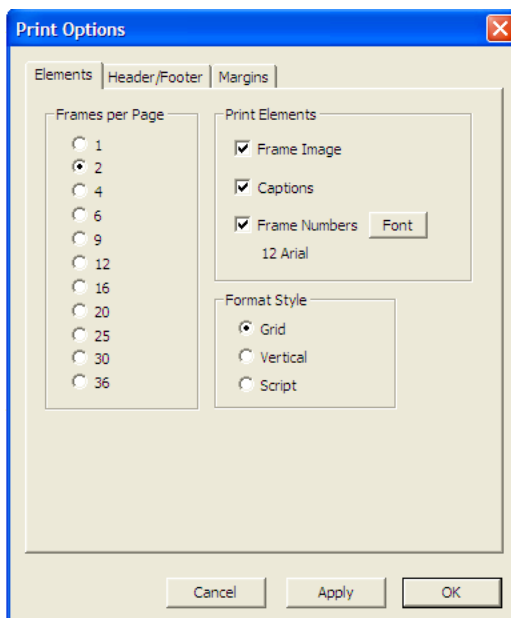 Print Options
Elements
Header/Footer
Margins
Frames per Page
1
2
4
6
9
12
16
20
25
30
36
Print Elements
Frame Image
Captions
Frame Numbers
Font
12 Arial
Format Style
Grid
Vertical
Script
Cancel
Apply
OK